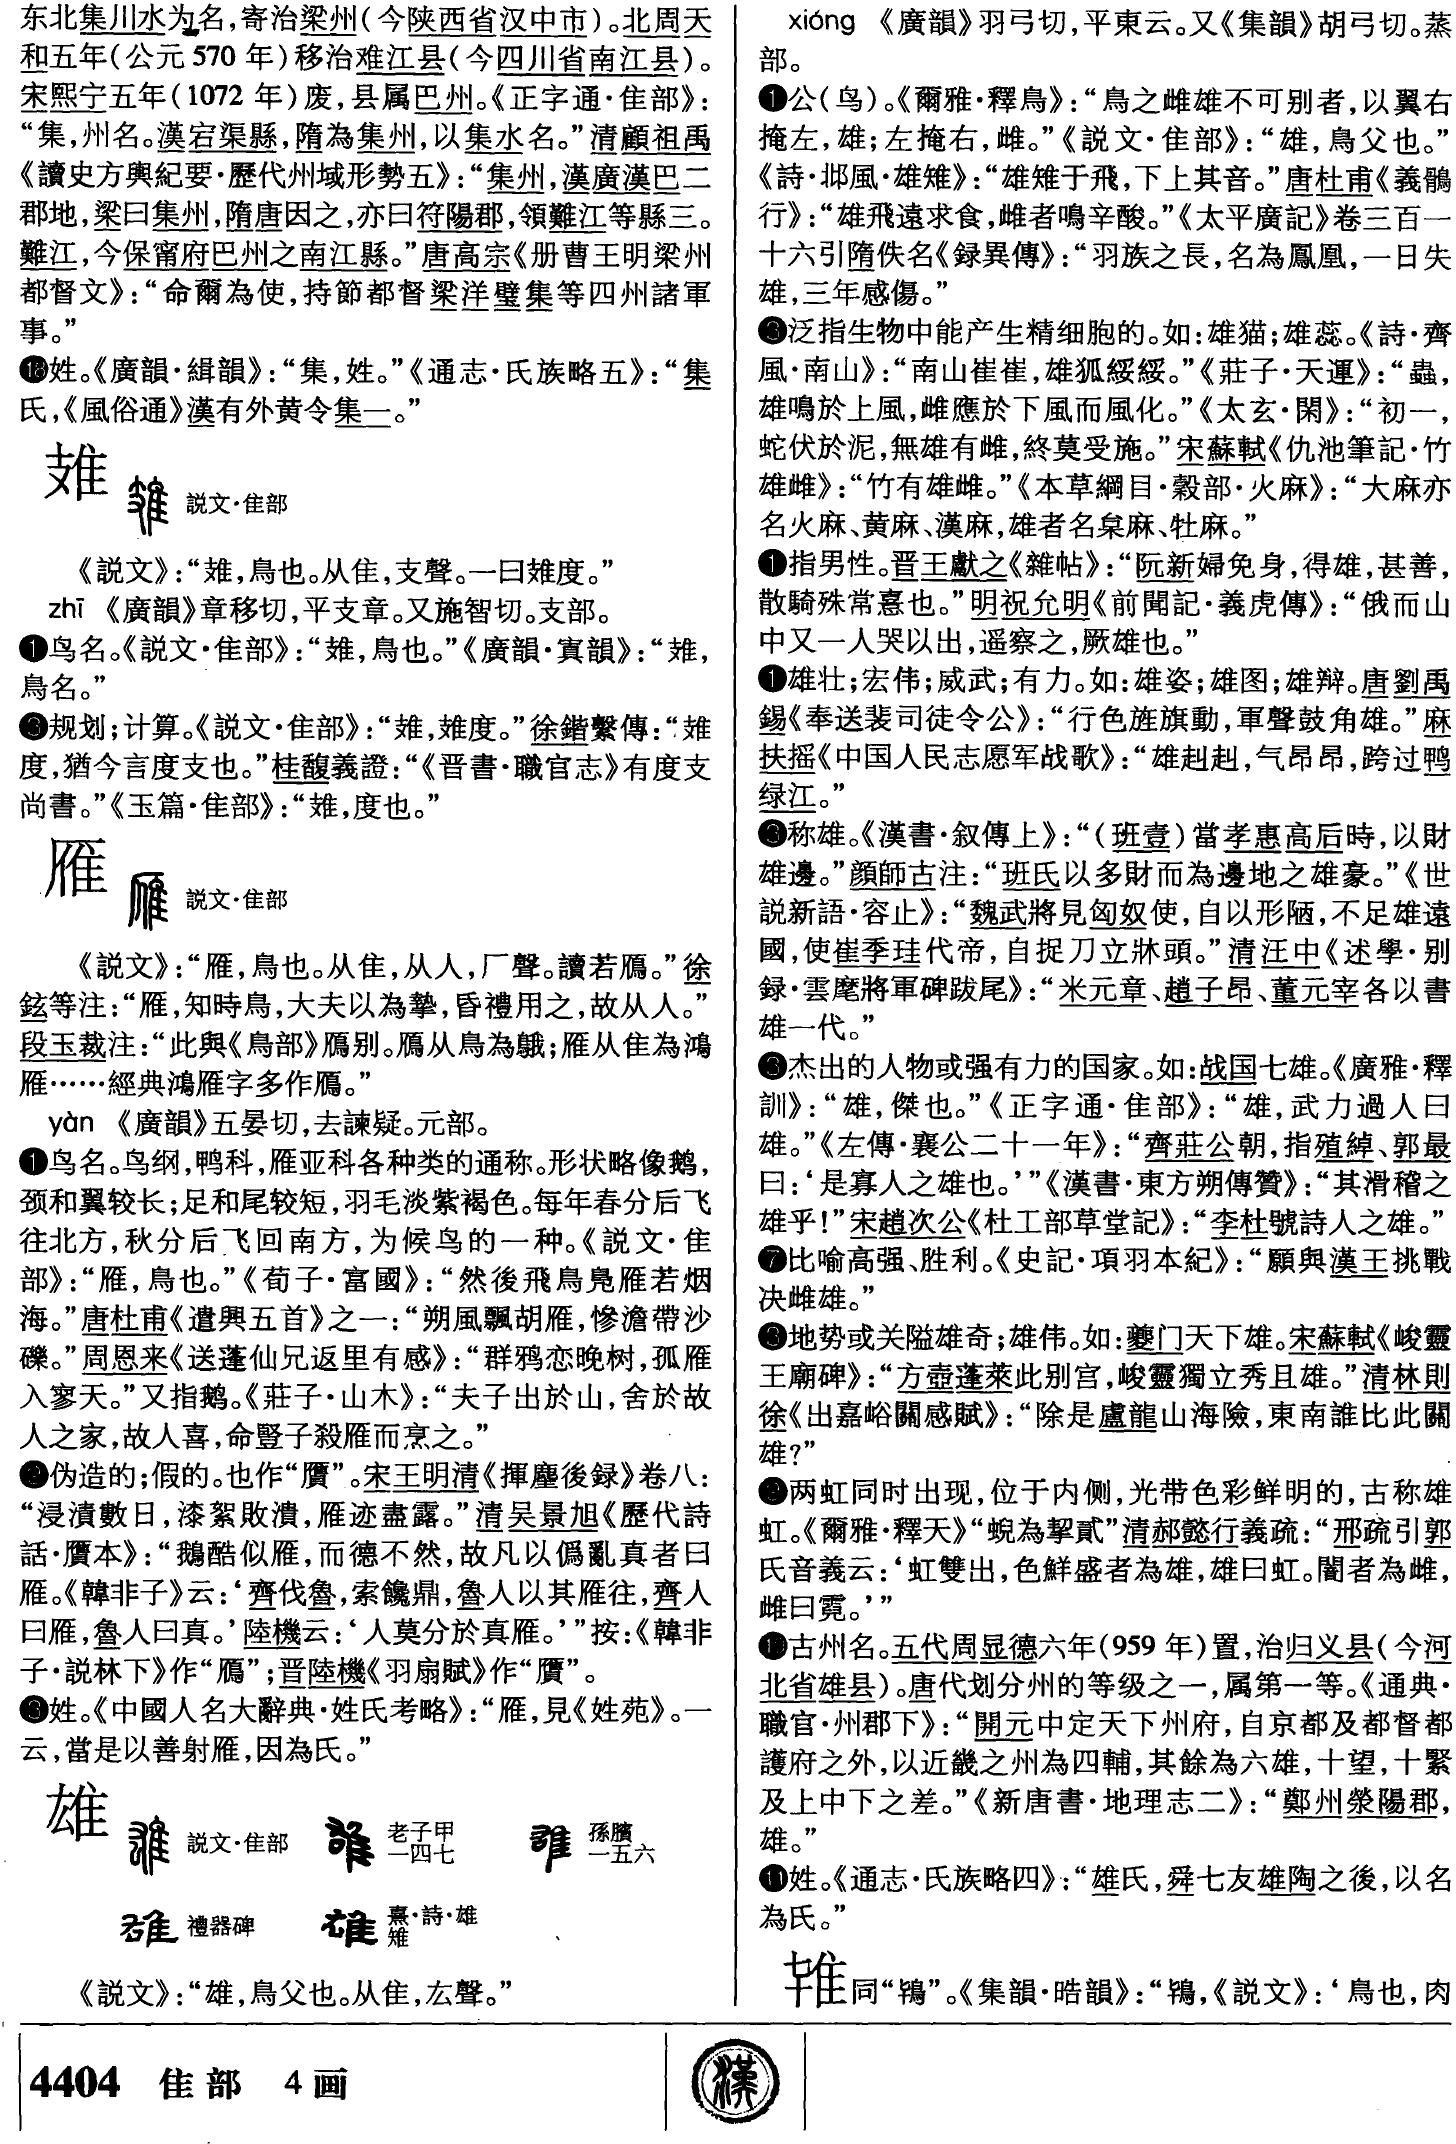 东北集川水为名，寄治梁州（今陕西省汉中市）。北周天
和五年（公元 570 年）移治难江县（今四川省南江县）。
宋熙宁五年（1072 年）废，县属巴州。《正字通·隹部》：
“集，州名。漢宕渠縣，隋為集州，以集水名。”清顧祖禹
《讀史方輿紀要·歷代州域形勢五》：“集州，漢廣漢巴二
郡地，梁曰集州，隋唐因之，亦曰符陽郡，領難江等縣三。
難江，今保甯府巴州之南江縣。”唐高宗《册曹王明梁州
都督文》：“命爾為使，持節都督梁洋璧集等四州諸軍
事。”
⓲姓。《廣韻·緝韻》：“集，姓。”《通志·氏族略五》：“集
氏，《風俗通》漢有外黄令集一。”
䧴 説文·隹部
《説文》：“䧴，鳥也。从隹，支聲。一曰䧴度。”
zhī 《廣韻》章移切，平支章。又施智切。支部。
❶鸟名。《説文·隹部》：“䧴，鳥也。”《廣韻·寘韻》：“䧴，
鳥名。”
❸规划；计算。《説文·隹部》：“䧴，䧴度。”徐鍇繫傳：“䧴
度，猶今言度支也。”桂馥義證：“《晋書·職官志》有度支
尚書。”《玉篇·隹部》：“䧴，度也。”
雁 説文·隹部
《説文》：“雁，鳥也。从隹，从人，厂聲。讀若鴈。”徐
鉉等注：“雁，知時鳥，大夫以為摯，昏禮用之，故从人。”
段玉裁注：“此與《鳥部》鴈别。鴈从鳥為鵝；雁从隹為鴻
雁……經典鴻雁字多作鴈。”
yàn 《廣韻》五晏切，去諫疑。元部。
❶鸟名。鸟纲，鸭科，雁亚科各种类的通称。形状略像鹅，
颈和翼较长；足和尾较短，羽毛淡紫褐色。每年春分后飞
往北方，秋分后飞回南方，为候鸟的一种。《説文·隹
部》：“雁，鳥也。”《荀子·富國》：“然後飛鳥鳧雁若烟
海。”唐杜甫《遣興五首》之一：“朔風飄胡雁，慘澹帶沙
礫。”周恩来《送蓬仙兄返里有感》：“群鸦恋晚树，孤雁
入寥天。”又指鹅。《莊子·山木》：“夫子出於山，舍於故
人之家，故人喜，命豎子殺雁而烹之。”
❷伪造的；假的。也作“贋”。宋王明清《揮塵後録》卷八：
“浸漬數日，漆絮敗潰，雁迹盡露。”清吴景旭《歷代詩
話·贋本》：“鵝酷似雁，而德不然，故凡以僞亂真者曰
雁。《韓非子》云：‘齊伐魯，索饞鼎，魯人以其雁往，齊人
曰雁，魯人曰真。’陸機云：‘人莫分於真雁。’”按：《韓非
子·説林下》作“鴈”；晋陸機《羽扇賦》作“贋”。
❸姓。《中國人名大辭典·姓氏考略》：“雁，見《姓苑》。一
云，當是以善射雁，因為氏。”
雄 説文·隹部 老子甲一四七 孫臏一五六
禮器碑 熹·詩·雄雉
《説文》：“雄，鳥父也。从隹，厷聲。”
xióng 《廣韻》羽弓切，平東云。又《集韻》胡弓切。蒸
部。
❶公（鸟）。《爾雅·釋鳥》：“鳥之雌雄不可别者，以翼右
掩左，雄；左掩右，雌。”《説文·隹部》：“雄，鳥父也。”
《詩·邶風·雄雉》：“雄雉于飛，下上其音。”唐杜甫《義鶻
行》：“雄飛遠求食，雌者鳴辛酸。”《太平廣記》卷三百一
十六引隋佚名《録異傳》：“羽族之長，名為鳳凰，一日失
雄，三年感傷。”
❸泛指生物中能产生精细胞的。如：雄猫；雄蕊。《詩·齊
風·南山》：“南山崔崔，雄狐綏綏。”《莊子·天運》：“蟲，
雄鳴於上風，雌應於下風而風化。”《太玄·閑》：“初一，
蛇伏於泥，無雄有雌，終莫受施。”宋蘇軾《仇池筆記·竹
雄雌》：“竹有雄雌。”《本草綱目·穀部·火麻》：“大麻亦
名火麻、黄麻、漢麻，雄者名枲麻、牡麻。”
❶指男性。晋王獻之《雜帖》：“阮新婦免身，得雄，甚善，
散騎殊常憙也。”明祝允明《前聞記·義虎傳》：“俄而山
中又一人哭以出，遥察之，厥雄也。”
❶雄壮；宏伟；威武；有力。如：雄姿；雄图；雄辩。唐劉禹
錫《奉送裴司徒令公》：“行色旌旗動，軍聲鼓角雄。”麻
扶摇《中国人民志愿军战歌》：“雄赳赳，气昂昂，跨过鸭
绿江。”
❸称雄。《漢書·叙傳上》：“（班壹）當孝惠高后時，以財
雄邊。”顔師古注：“班氏以多財而為邊地之雄豪。”《世
説新語·容止》：“魏武將見匈奴使，自以形陋，不足雄遠
國，使崔季珪代帝，自捉刀立牀頭。”清汪中《述學·别
録·雲麾將軍碑跋尾》：“米元章、趙子昂、董元宰各以書
雄一代。”
❸杰出的人物或强有力的国家。如：战国七雄。《廣雅·釋
訓》：“雄，傑也。”《正字通·隹部》：“雄，武力過人曰
雄。”《左傳·襄公二十一年》：“齊莊公朝，指殖綽、郭最
曰：‘是寡人之雄也。’”《漢書·東方朔傳贊》：“其滑稽之
雄乎！”宋趙次公《杜工部草堂記》：“李杜號詩人之雄。”
❼比喻高强、胜利。《史記·項羽本紀》：“願與漢王挑戰
决雌雄。”
❸地势或关隘雄奇；雄伟。如：夔门天下雄。宋蘇軾《峻靈
王廟碑》：“方壺蓬萊此别宫，峻靈獨立秀且雄。”清林則
徐《出嘉峪關感賦》：“除是盧龍山海險，東南誰比此關
雄？”
❷两虹同时出现，位于内侧，光带色彩鲜明的，古称雄
虹。《爾雅·釋天》“蜺為挈貳”清郝懿行義疏：“邢疏引郭
氏音義云：‘虹雙出，色鮮盛者為雄，雄曰虹。闇者為雌，
雌曰霓。’”
❿古州名。五代周显德六年（959 年）置，治归义县（今河
北省雄县）。唐代划分州的等级之一，属第一等。《通典·
職官·州郡下》：“開元中定天下州府，自京都及都督都
護府之外，以近畿之州為四輔，其餘為六雄，十望，十緊
及上中下之差。”《新唐書·地理志二》：“鄭州滎陽郡，
雄。”
⓫姓。《通志·氏族略四》：“雄氏，舜七友雄陶之後，以名
為氏。”
同“鴇”。《集韻·晧韻》：“鴇，《説文》：‘鳥也，肉
4404 隹部 4画
漢